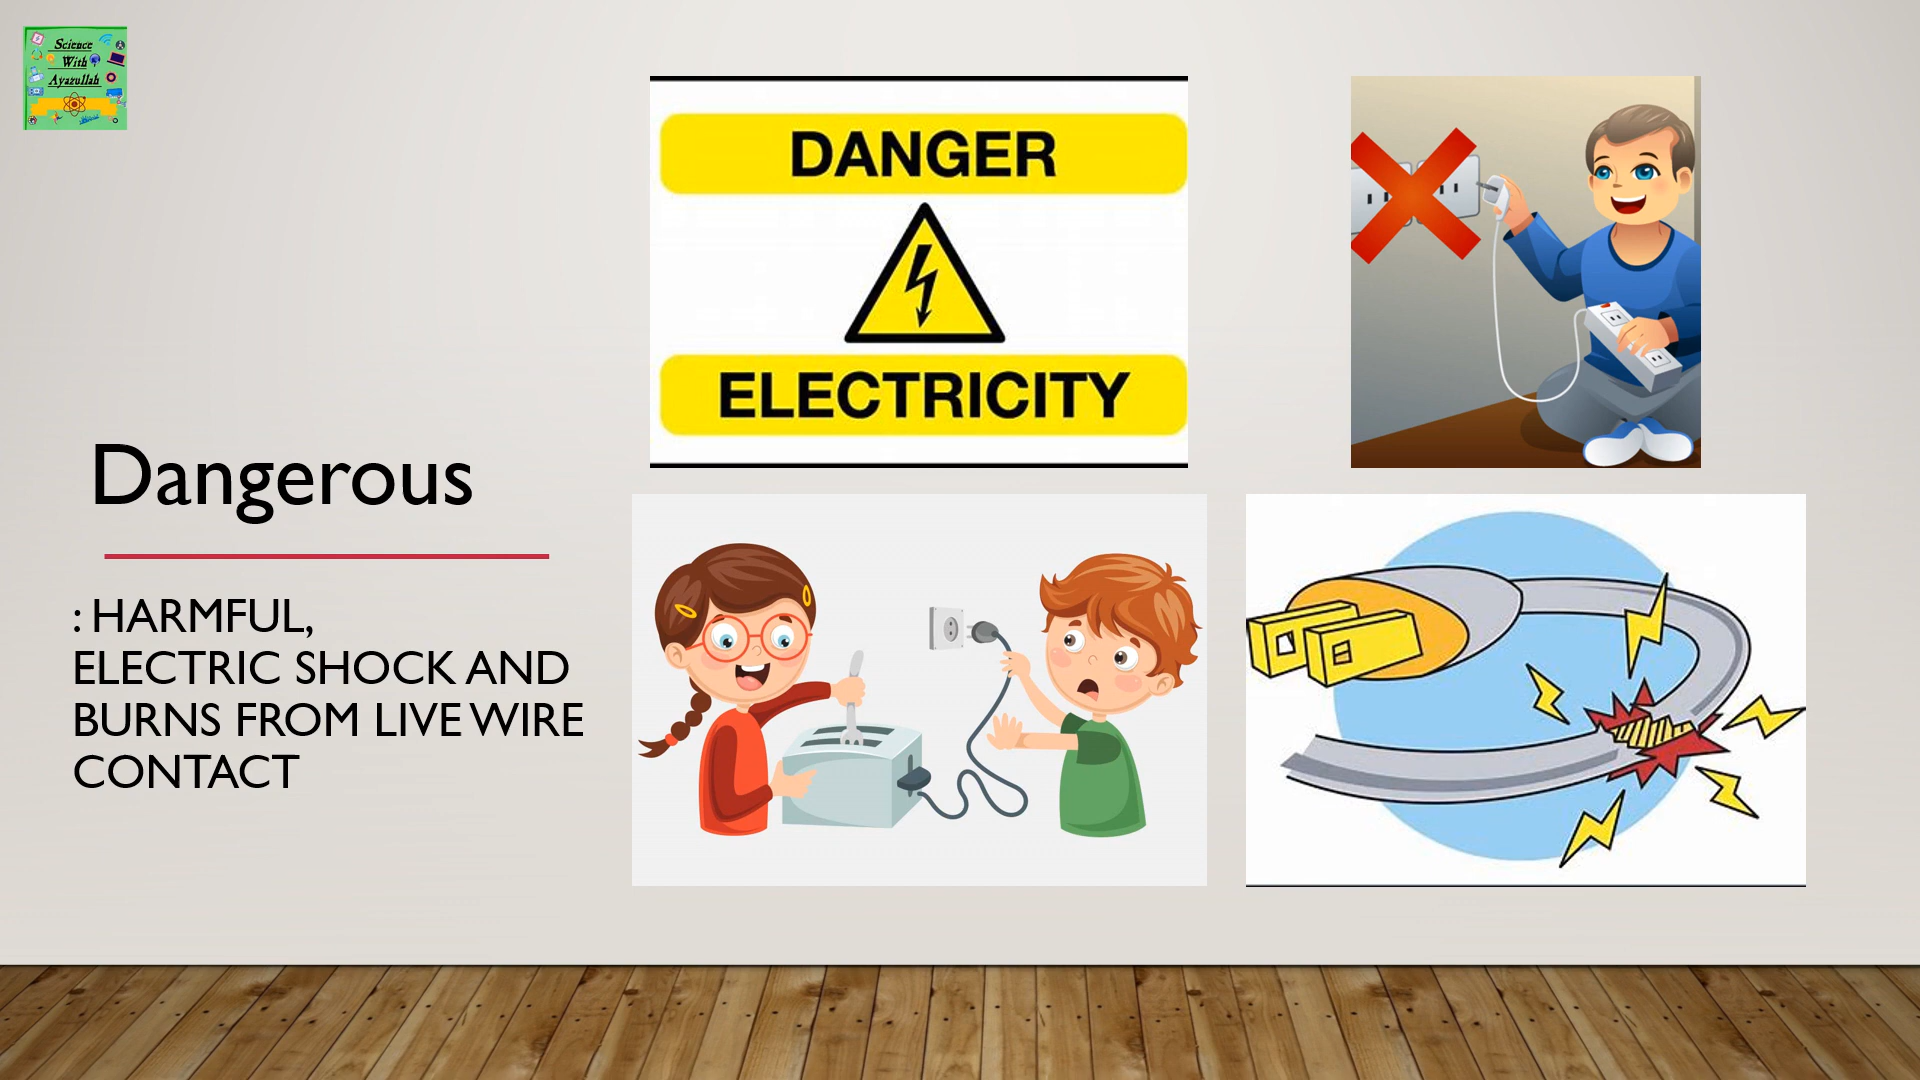 Science
With
Ayazullah
DANGER
ELECTRICITY
Dangerous
: HARMFUL,
ELECTRIC SHOCK AND
BURNS FROM LIVE WIRE
CONTACT